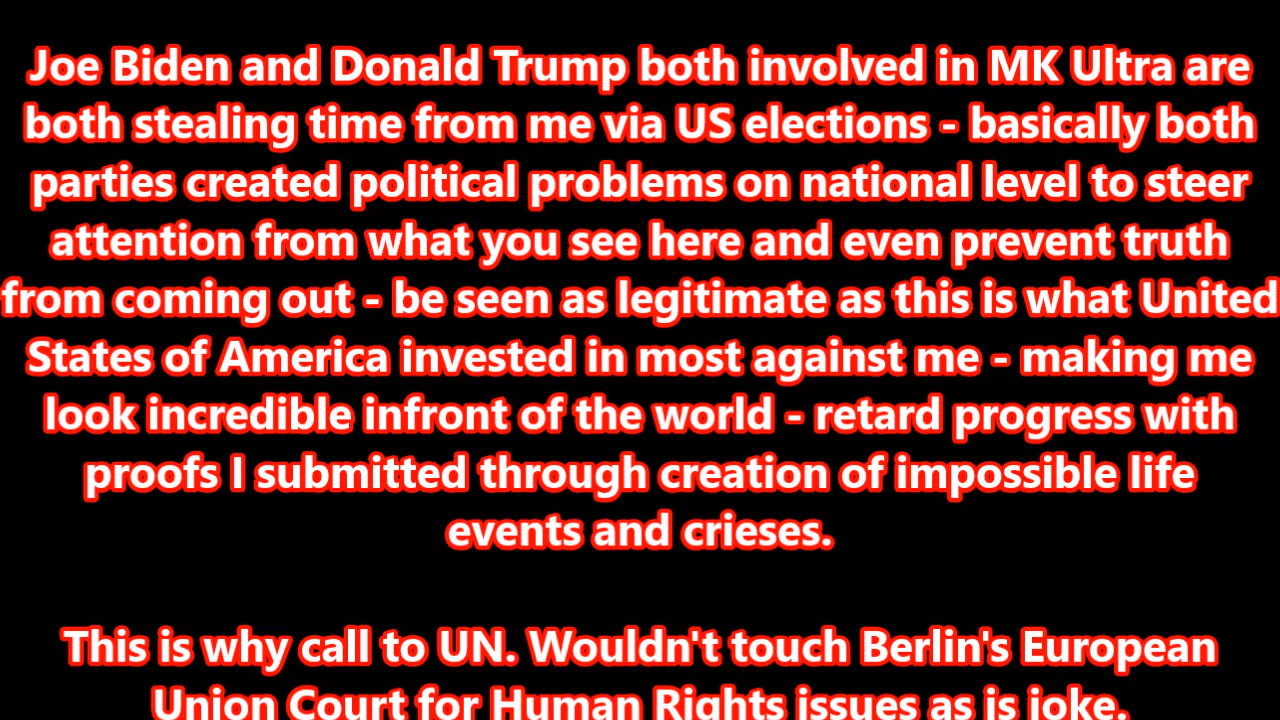 Joe Biden and Donald Trump both involved in MK Ultra are
both stealing time from me via US elections - basically both
parties created political problems on national level to steer
attention from what you see here and even prevent truth
from coming out - be seen as legitimate as this is what United
States of America invested in most against me - making me
look incredible infront of the world - retard progress with
proofs I submitted through creation of impossible life
events and crieses.
This is why call to UN. Wouldn't touch Berlin's European
Union Court for Human Rights issues as is joke.